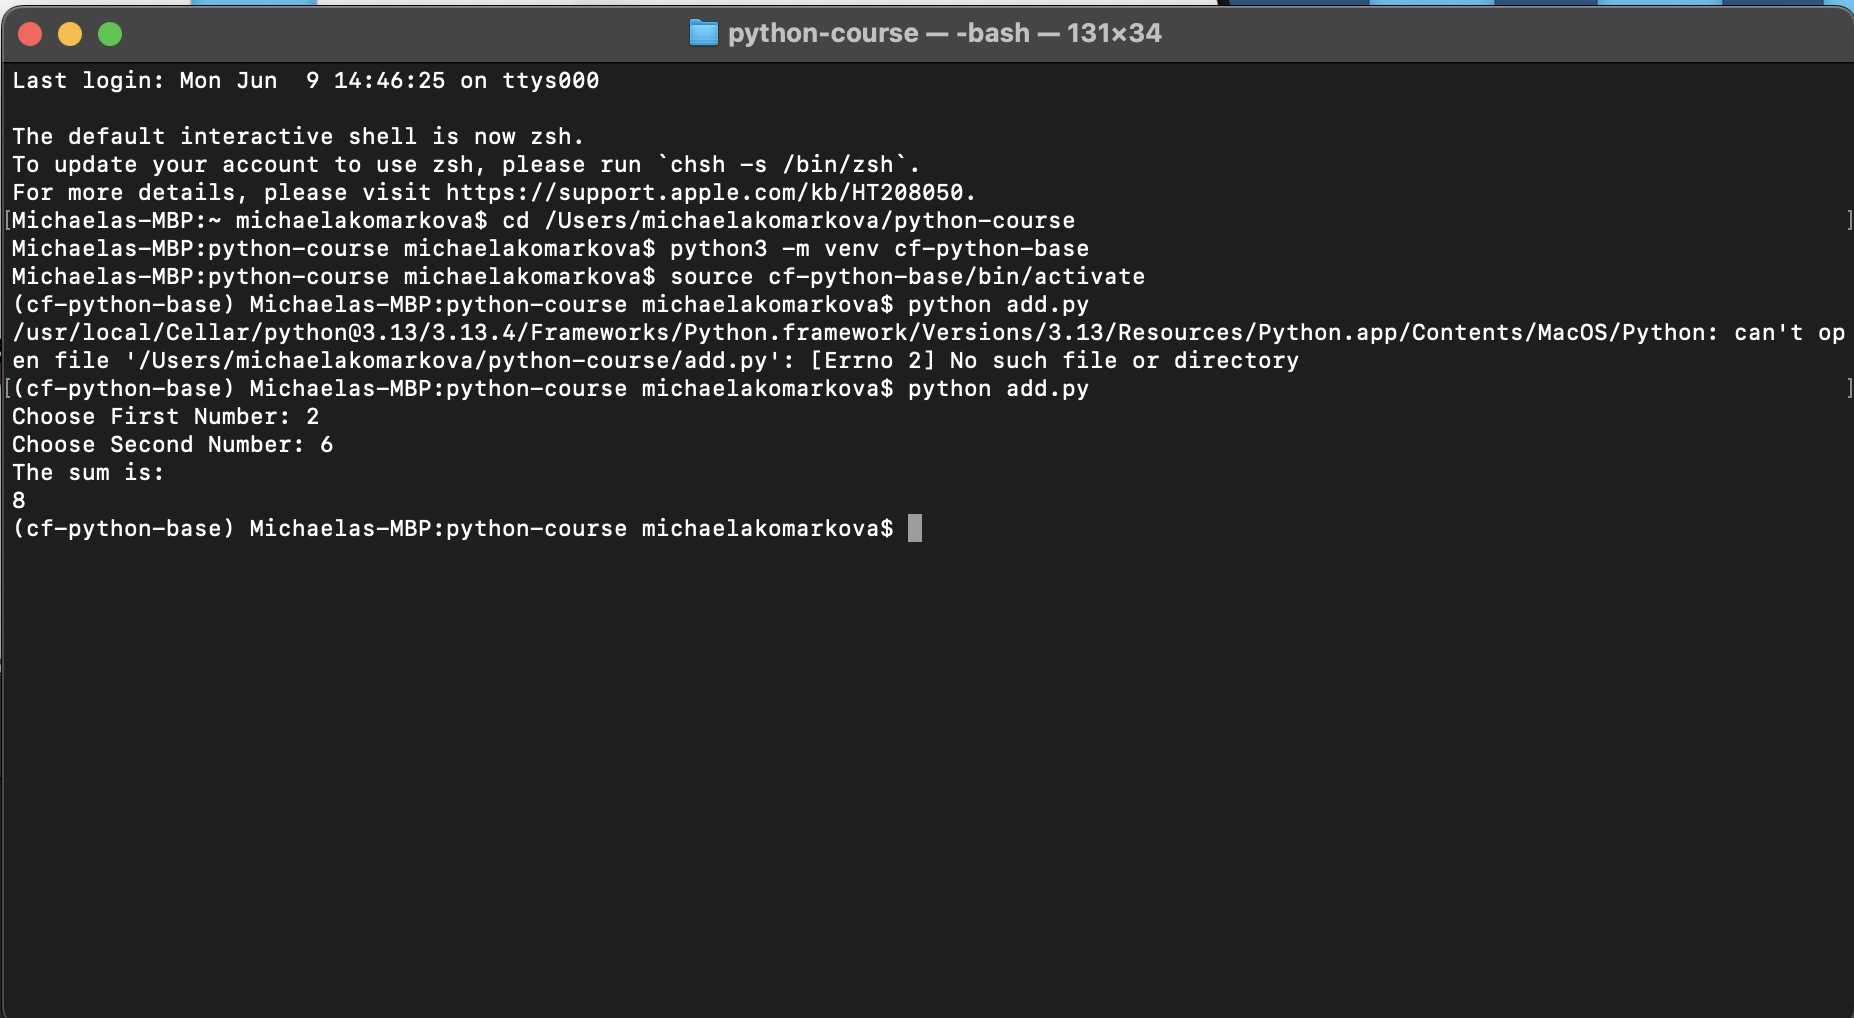 python-course — -bash — 131×34
Last login: Mon Jun  9 14:46:25 on ttys000
The default interactive shell is now zsh.
To update your account to use zsh, please run `chsh -s /bin/zsh`.
For more details, please visit https://support.apple.com/kb/HT208050.
[Michaelas-MBP:~ michaelakomarkova$ cd /Users/michaelakomarkova/python-course ]
Michaelas-MBP:python-course michaelakomarkova$ python3 -m venv cf-python-base
Michaelas-MBP:python-course michaelakomarkova$ source cf-python-base/bin/activate
(cf-python-base) Michaelas-MBP:python-course michaelakomarkova$ python add.py
/usr/local/Cellar/python@3.13/3.13.4/Frameworks/Python.framework/Versions/3.13/Resources/Python.app/Contents/MacOS/Python: can't op
en file '/Users/michaelakomarkova/python-course/add.py': [Errno 2] No such file or directory
[(cf-python-base) Michaelas-MBP:python-course michaelakomarkova$ python add.py ]
Choose First Number: 2
Choose Second Number: 6
The sum is:
8
(cf-python-base) Michaelas-MBP:python-course michaelakomarkova$